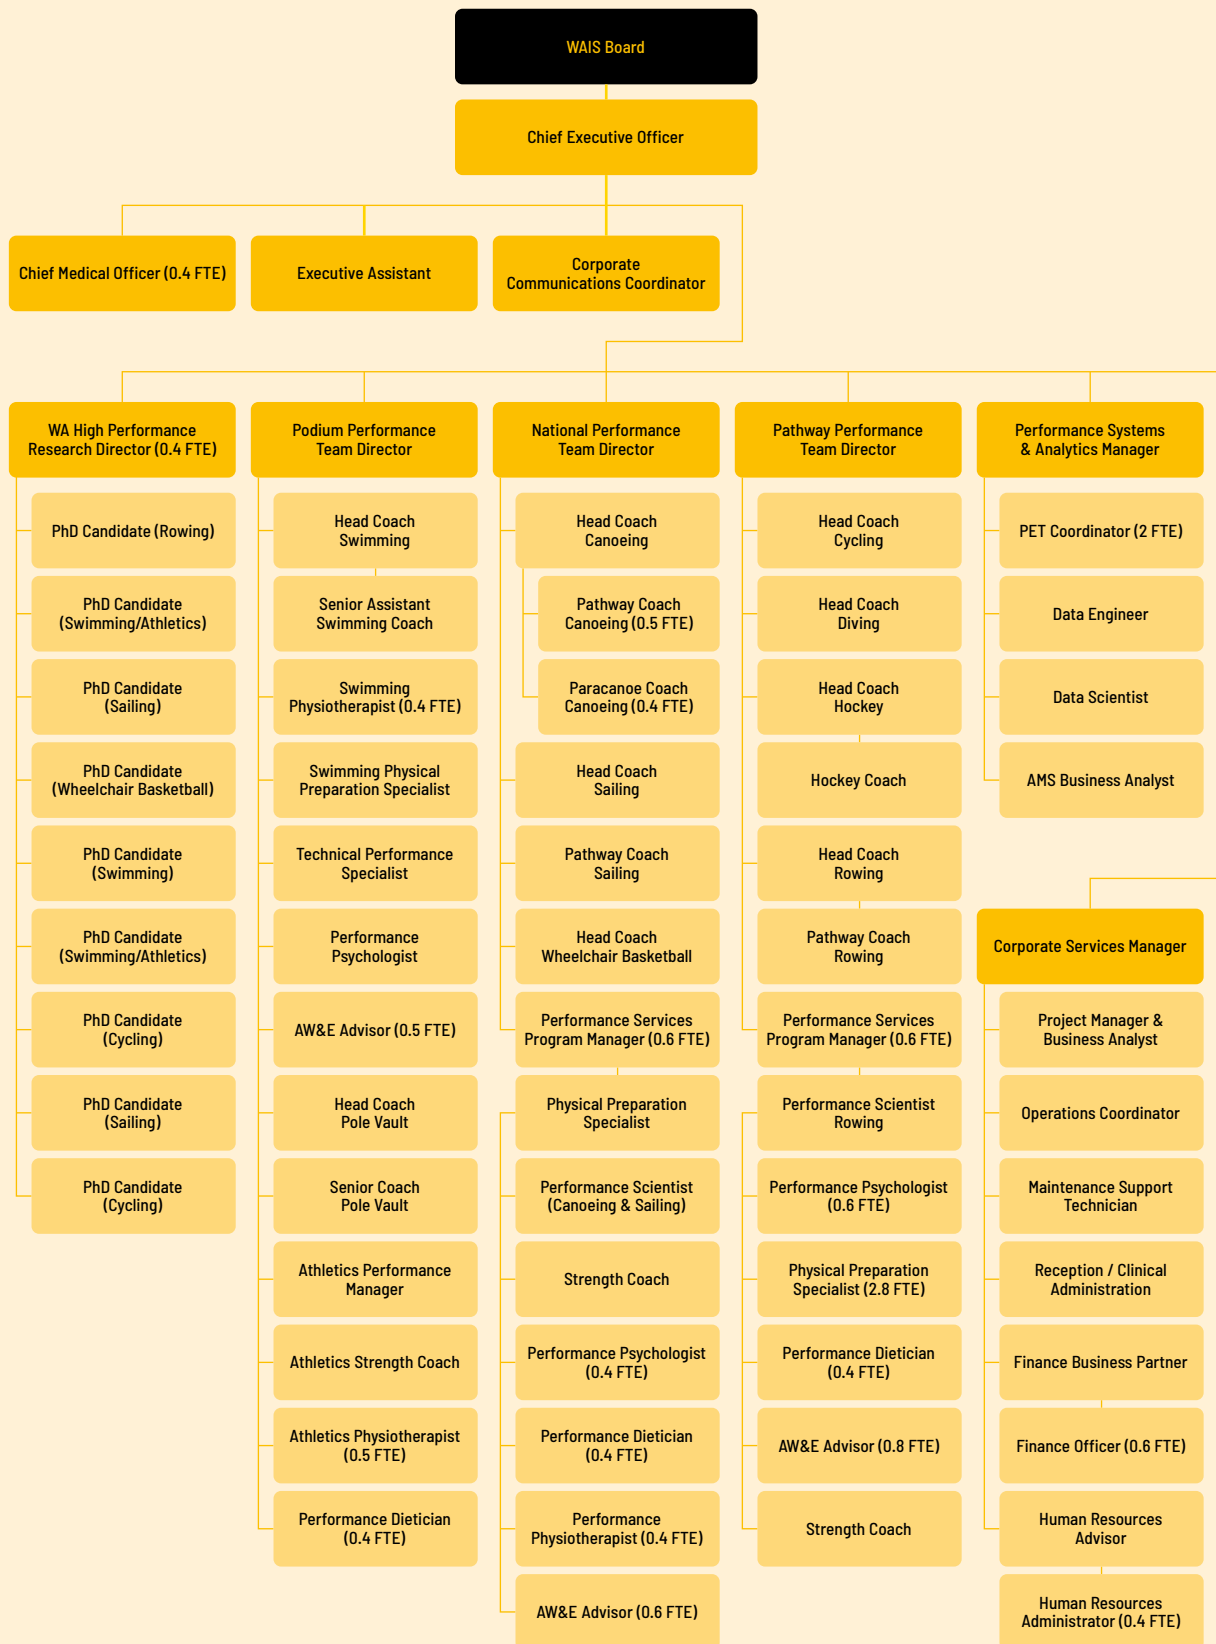 WAIS Board
Chief Executive Officer
Chief Medical Officer (0.4 FTE)
Executive Assistant
Corporate
Communications Coordinator
WA High Performance
Research Director (0.4 FTE)
PhD Candidate (Rowing)
PhD Candidate
(Swimming/Athletics)
PhD Candidate
(Sailing)
PhD Candidate
(Wheelchair Basketball)
PhD Candidate
(Swimming)
PhD Candidate
(Swimming/Athletics)
PhD Candidate
(Cycling)
PhD Candidate
(Sailing)
PhD Candidate
(Cycling)
Podium Performance
Team Director
Head Coach
Swimming
Senior Assistant
Swimming Coach
Swimming
Physiotherapist (0.4 FTE)
Swimming Physical
Preparation Specialist
Technical Performance
Specialist
Performance
Psychologist
AW&E Advisor (0.5 FTE)
Head Coach
Pole Vault
Senior Coach
Pole Vault
Athletics Performance
Manager
Athletics Strength Coach
Athletics Physiotherapist
(0.5 FTE)
Performance Dietician
(0.4 FTE)
National Performance
Team Director
Head Coach
Canoeing
Pathway Coach
Canoeing (0.5 FTE)
Paracanoe Coach
Canoeing (0.4 FTE)
Head Coach
Sailing
Pathway Coach
Sailing
Head Coach
Wheelchair Basketball
Performance Services
Program Manager (0.6 FTE)
Physical Preparation
Specialist
Performance Scientist
(Canoeing & Sailing)
Strength Coach
Performance Psychologist
(0.4 FTE)
Performance Dietician
(0.4 FTE)
Performance
Physiotherapist (0.4 FTE)
AW&E Advisor (0.6 FTE)
Pathway Performance
Team Director
Head Coach
Cycling
Head Coach
Diving
Head Coach
Hockey
Hockey Coach
Head Coach
Rowing
Pathway Coach
Rowing
Performance Services
Program Manager (0.6 FTE)
Performance Scientist
Rowing
Performance Psychologist
(0.6 FTE)
Physical Preparation
Specialist (2.8 FTE)
Performance Dietician
(0.4 FTE)
AW&E Advisor (0.8 FTE)
Strength Coach
Performance Systems
& Analytics Manager
PET Coordinator (2 FTE)
Data Engineer
Data Scientist
AMS Business Analyst
Corporate Services Manager
Project Manager &
Business Analyst
Operations Coordinator
Maintenance Support
Technician
Reception / Clinical
Administration
Finance Business Partner
Finance Officer (0.6 FTE)
Human Resources
Advisor
Human Resources
Administrator (0.4 FTE)